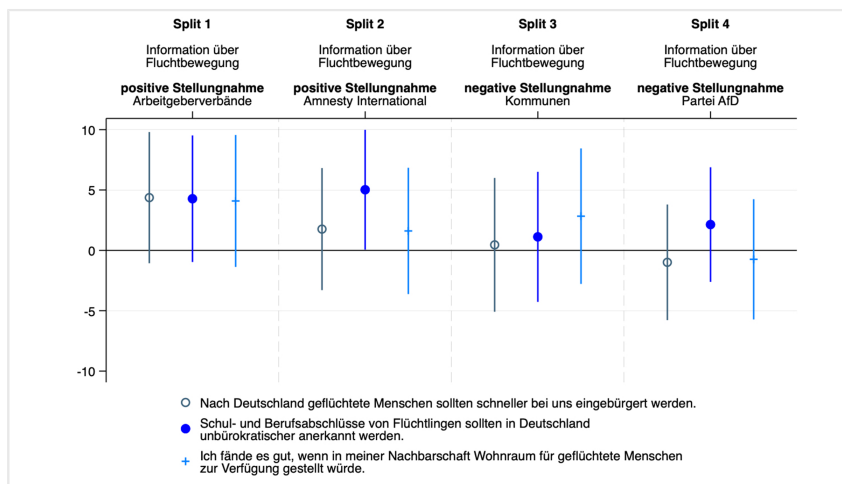 Split 1
Split 2
Split 3
Split 4
Information über
Fluchtbewegung
Information über
Fluchtbewegung
Information über
Fluchtbewegung
Information über
Fluchtbewegung
positive Stellungnahme
Arbeitgeberverbände
positive Stellungnahme
Amnesty International
negative Stellungnahme
Kommunen
negative Stellungnahme
Partei AfD
10
5
0
-5
-10
Nach Deutschland geflüchtete Menschen sollten schneller bei uns eingebürgert werden.
Schul- und Berufsabschlüsse von Flüchtlingen sollten in Deutschland
unbürokratischer anerkannt werden.
Ich fände es gut, wenn in meiner Nachbarschaft Wohnraum für geflüchtete Menschen
zur Verfügung gestellt würde.